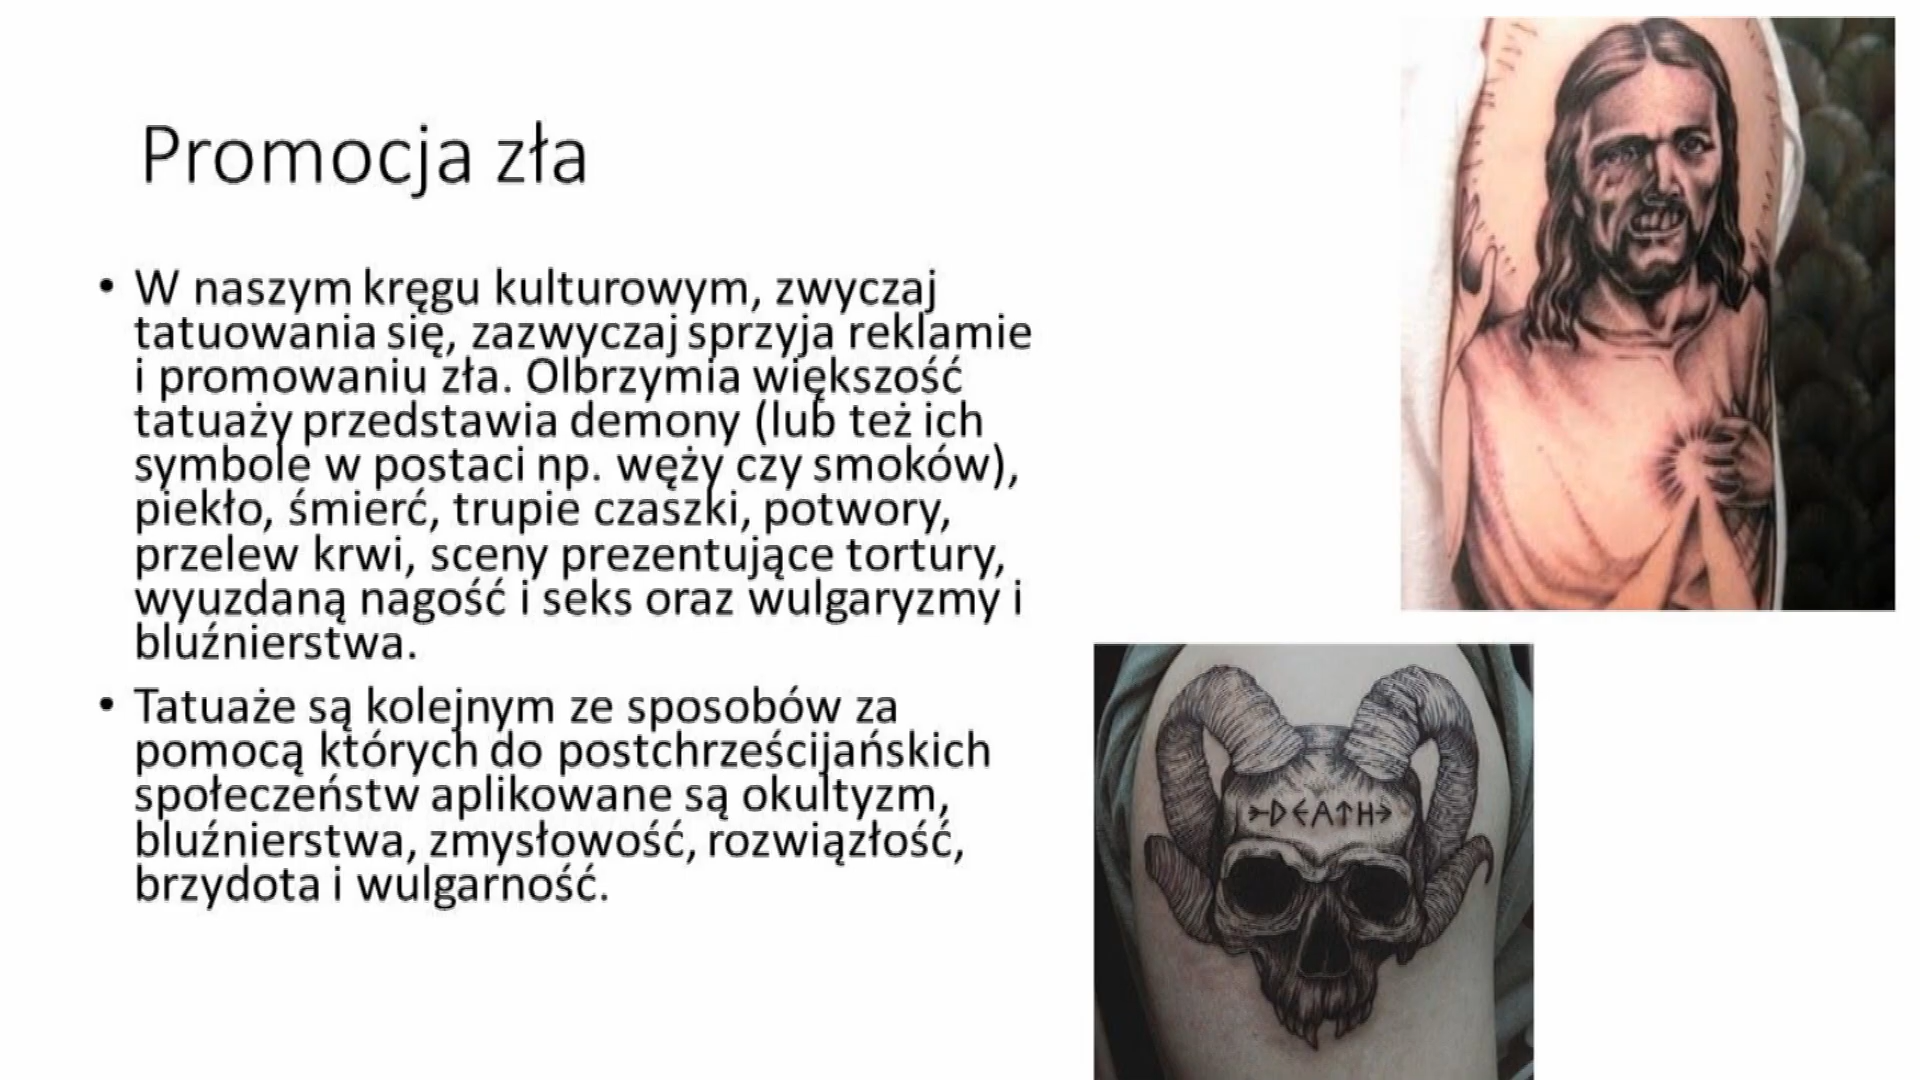 Promocja zła
• W naszym kręgu kulturowym, zwyczaj
tatuowania się, zazwyczaj sprzyja reklamie
i promowaniu zła. Olbrzymia większość
tatuaży przedstawia demony (lub też ich
symbole w postaci np. węży czy smoków),
piekło, śmierć, trupie czaszki, potwory,
przelew krwi, sceny prezentujące tortury,
wyuzdaną nagość i seks oraz wulgaryzmy i
bluźnierstwa.
• Tatuaże są kolejnym ze sposobów za
pomocą których do postchrześcijańskich
społeczeństw aplikowane są okultyzm,
bluźnierstwa, zmysłowość, rozwiązłość,
brzydota i wulgarność.
DEATH